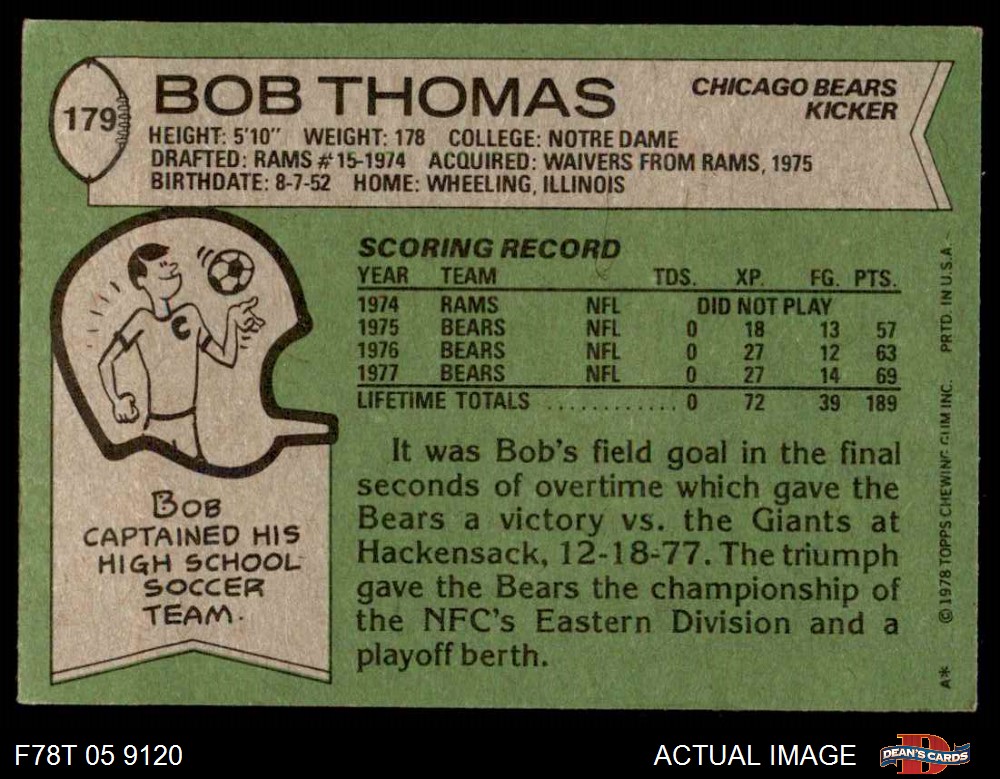 179
BOB THOMAS
CHICAGO BEARS
KICKER
HEIGHT: 5'10" WEIGHT: 178 COLLEGE: NOTRE DAME
DRAFTED: RAMS #15-1974 ACQUIRED: WAIVERS FROM RAMS, 1975
BIRTHDATE: 8-7-52 HOME: WHEELING, ILLINOIS
SCORING RECORD
YEAR TEAM TDS. XP. FG. PTS.
1974 RAMS NFL DID NOT PLAY
1975 BEARS NFL 0 18 13 57
1976 BEARS NFL 0 27 12 63
1977 BEARS NFL 0 27 14 69
LIFETIME TOTALS ............ 0 72 39 189
It was Bob's field goal in the final
seconds of overtime which gave the
Bears a victory vs. the Giants at
Hackensack, 12-18-77. The triumph
gave the Bears the championship of
the NFC's Eastern Division and a
playoff berth.
C
BOB
CAPTAINED HIS
HIGH SCHOOL
SOCCER
TEAM.
A* ©1978 TOPPS CHEWING GUM INC. PRTD. IN U.S.A.
F78T 05 9120
ACTUAL IMAGE
D
DEAN'S CARDS